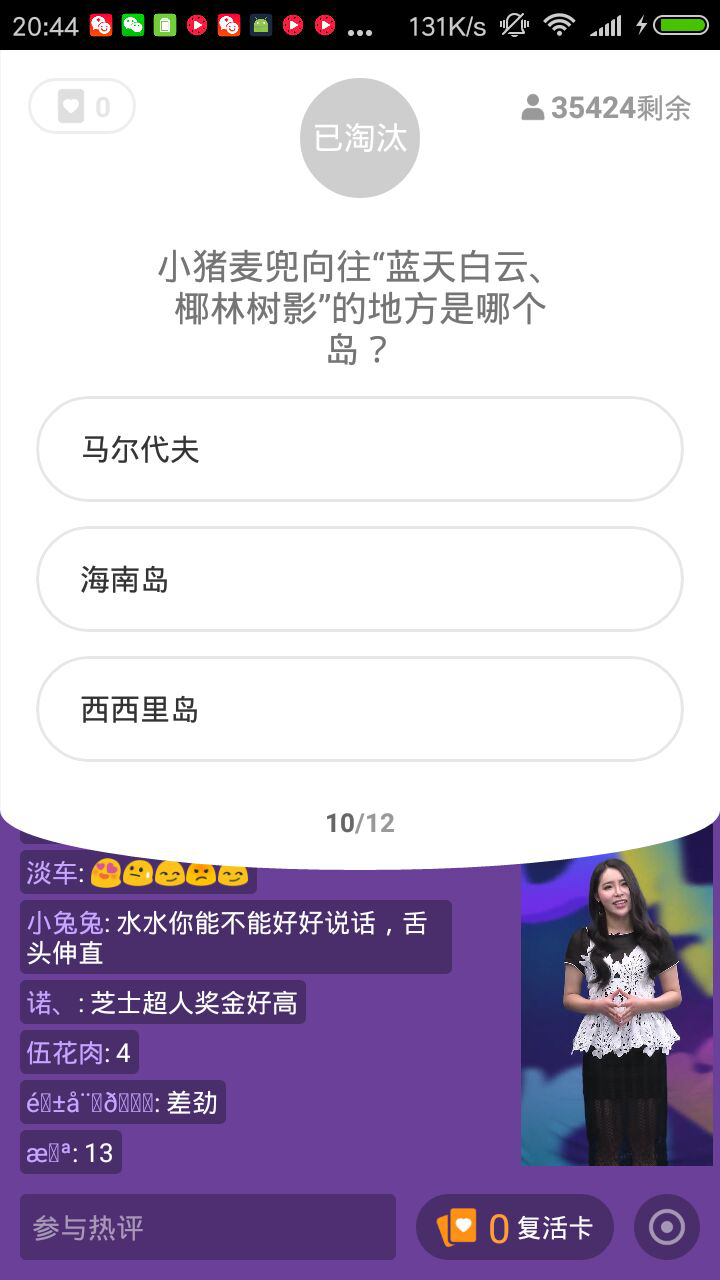 20:44
131K/s
0
已淘汰
35424剩余
小猪麦兜向往“蓝天白云、
椰林树影”的地方是哪个
岛？
马尔代夫
海南岛
西西里岛
10/12
淡车:
小兔兔: 水水你能不能好好说话，舌
头伸直
诺、: 芝士超人奖金好高
伍花肉: 4
: 差劲
: 13
参与热评
0 复活卡